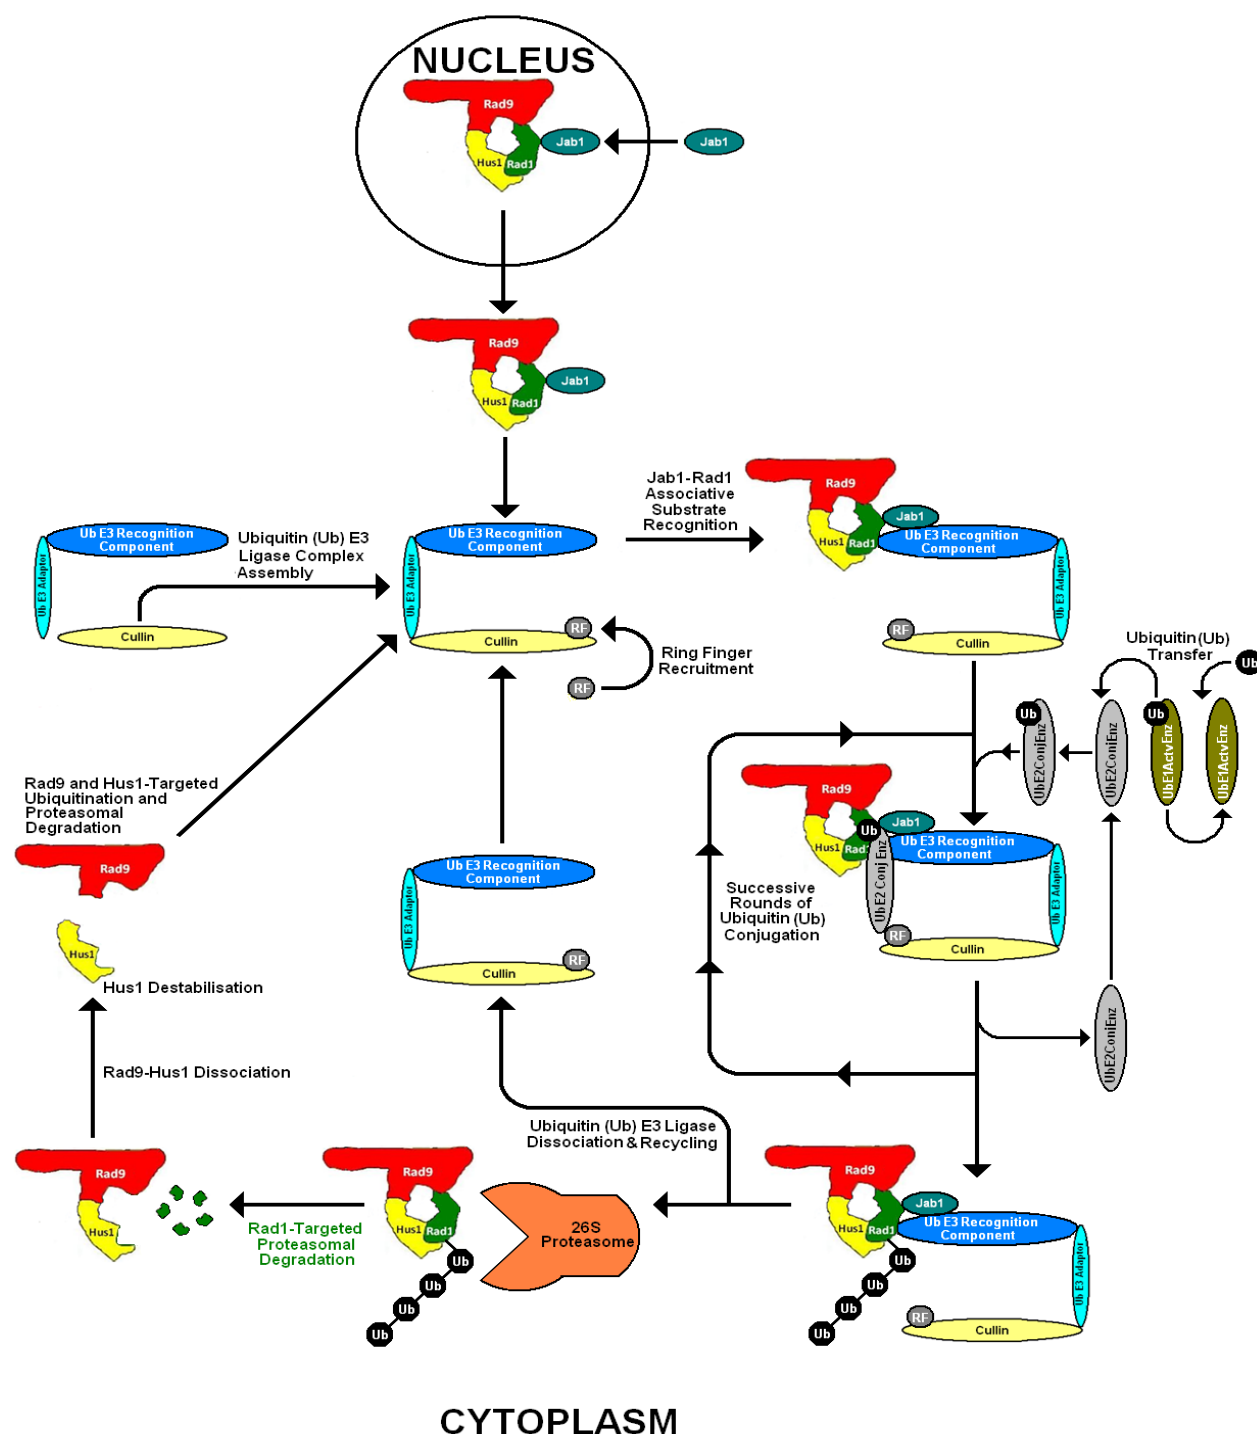 NUCLEUS
Rad9
Hus1
Rad1
Jab1
Jab1
Rad9
Hus1
Rad1
Jab1
Jab1-Rad1
Associative
Substrate
Recognition
Rad9
Hus1
Rad1
Jab1
Ub E3 Recognition
Component
Ub E3 Adaptor
RF
Cullin
Ub E3 Recognition
Component
Ub E3 Adaptor
Cullin
Ubiquitin (Ub) E3
Ligase Complex
Assembly
Ub E3 Recognition
Component
Ub E3 Adaptor
Cullin
RF
RF
Ring Finger
Recruitment
Ubiquitin (Ub)
Transfer
Ub
Ub
UbE2ConjEnz
UbE2ConjEnz
Ub
UbE1ActvEnz
UbE1ActvEnz
Rad9 and Hus1-Targeted
Ubiquitination and
Proteasomal
Degradation
Rad9
Hus1
Hus1 Destabilisation
Rad9-Hus1 Dissociation
Ub E3 Recognition
Component
Ub E3 Adaptor
RF
Cullin
Successive
Rounds of
Ubiquitin (Ub)
Conjugation
Rad9
Hus1
Rad1
Ub
Jab1
Ub E3 Recognition
Component
Ub E2 Conj Enz
Ub E3 Adaptor
RF
Cullin
UbE2ConjEnz
Ubiquitin (Ub) E3 Ligase
Dissociation & Recycling
Rad9
Hus1
Rad1-Targeted
Proteasomal
Degradation
Rad9
Hus1
Rad1
Ub
Ub
Ub
Ub
26S
Proteasome
Rad9
Hus1
Rad1
Jab1
Ub E3 Recognition
Component
Ub
Ub
Ub
Ub
Ub E3 Adaptor
RF
Cullin
CYTOPLASM